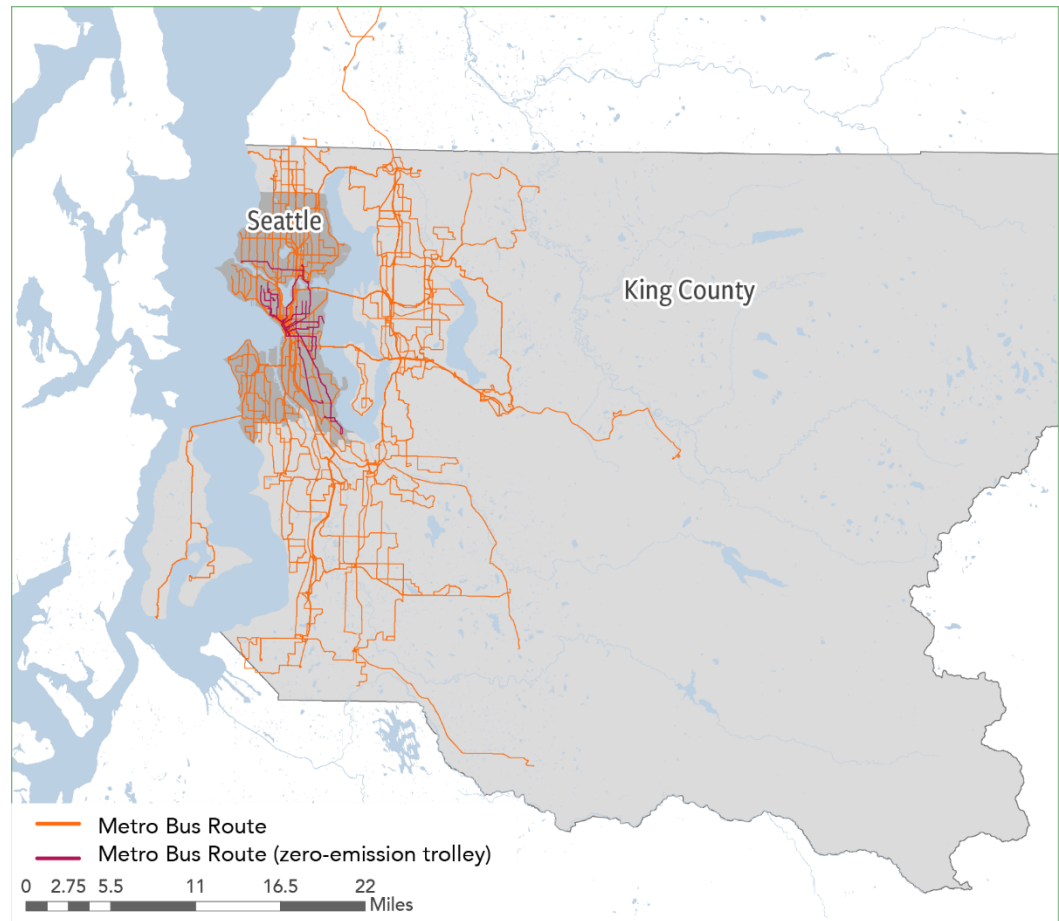 Seattle
King County
Metro Bus Route
Metro Bus Route (zero-emission trolley)
0 2.75 5.5 11 16.5 22
Miles